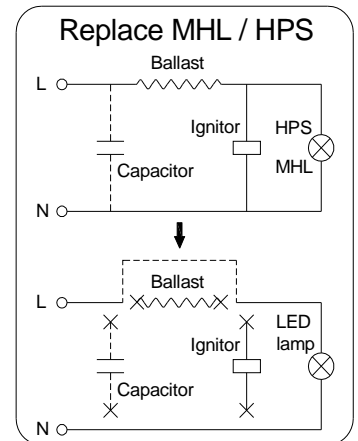 Replace MHL / HPS
Ballast
L
Ignitor
HPS
MHL
Capacitor
N
Ballast
L
LED
lamp
Ignitor
Capacitor
N